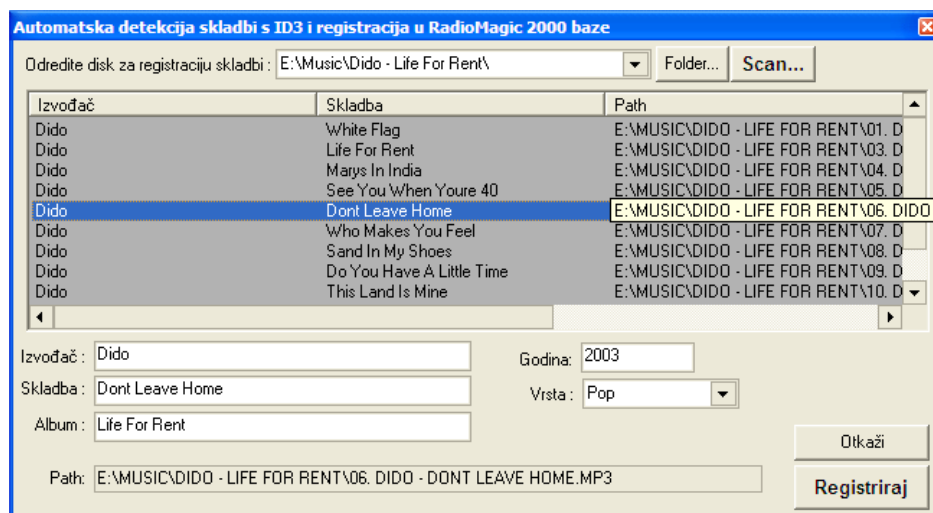 Automatska detekcija skladbi s ID3 i registracija u RadioMagic 2000 baze
Odredite disk za registraciju skladbi : E:\Music\Dido - Life For Rent\ Folder... Scan...
Izvođač Skladba Path
Dido White Flag E:\MUSIC\DIDO - LIFE FOR RENT\01. D
Dido Life For Rent E:\MUSIC\DIDO - LIFE FOR RENT\03. D
Dido Marys In India E:\MUSIC\DIDO - LIFE FOR RENT\04. D
Dido See You When Youre 40 E:\MUSIC\DIDO - LIFE FOR RENT\05. D
Dido Dont Leave Home E:\MUSIC\DIDO - LIFE FOR RENT\06. DIDO
Dido Who Makes You Feel E:\MUSIC\DIDO - LIFE FOR RENT\07. D
Dido Sand In My Shoes E:\MUSIC\DIDO - LIFE FOR RENT\08. D
Dido Do You Have A Little Time E:\MUSIC\DIDO - LIFE FOR RENT\09. D
Dido This Land Is Mine E:\MUSIC\DIDO - LIFE FOR RENT\10. D
Izvođač : Dido Godina: 2003
Skladba : Dont Leave Home Vrsta : Pop
Album : Life For Rent
Otkaži
Path: E:\MUSIC\DIDO - LIFE FOR RENT\06. DIDO - DONT LEAVE HOME.MP3
Registriraj